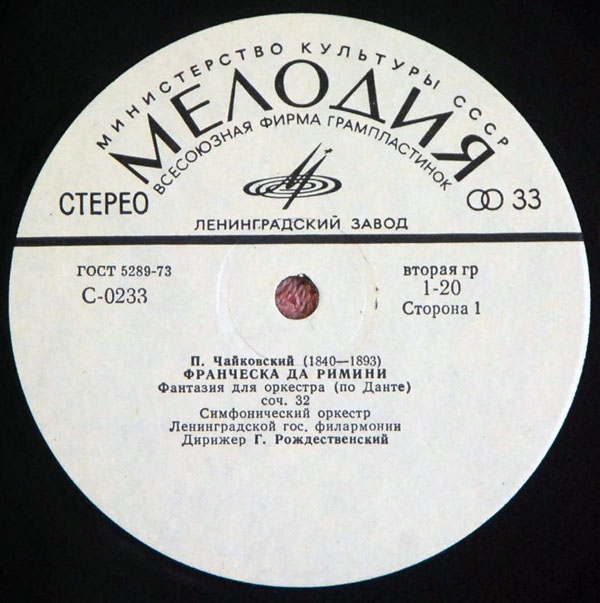 МИНИСТЕРСТВО КУЛЬТУРЫ СССР
МЕЛОДИЯ
ВСЕСОЮЗНАЯ ФИРМА ГРАМПЛАСТИНОК
СТЕРЕО
33
ЛЕНИНГРАДСКИЙ ЗАВОД
ГОСТ 5289-73
С-0233
вторая гр
1-20
Сторона 1
П. Чайковский (1840—1893)
ФРАНЧЕСКА ДА РИМИНИ
Фантазия для оркестра (по Данте)
соч. 32
Симфонический оркестр
Ленинградской гос. филармонии
Дирижер Г. Рождественский